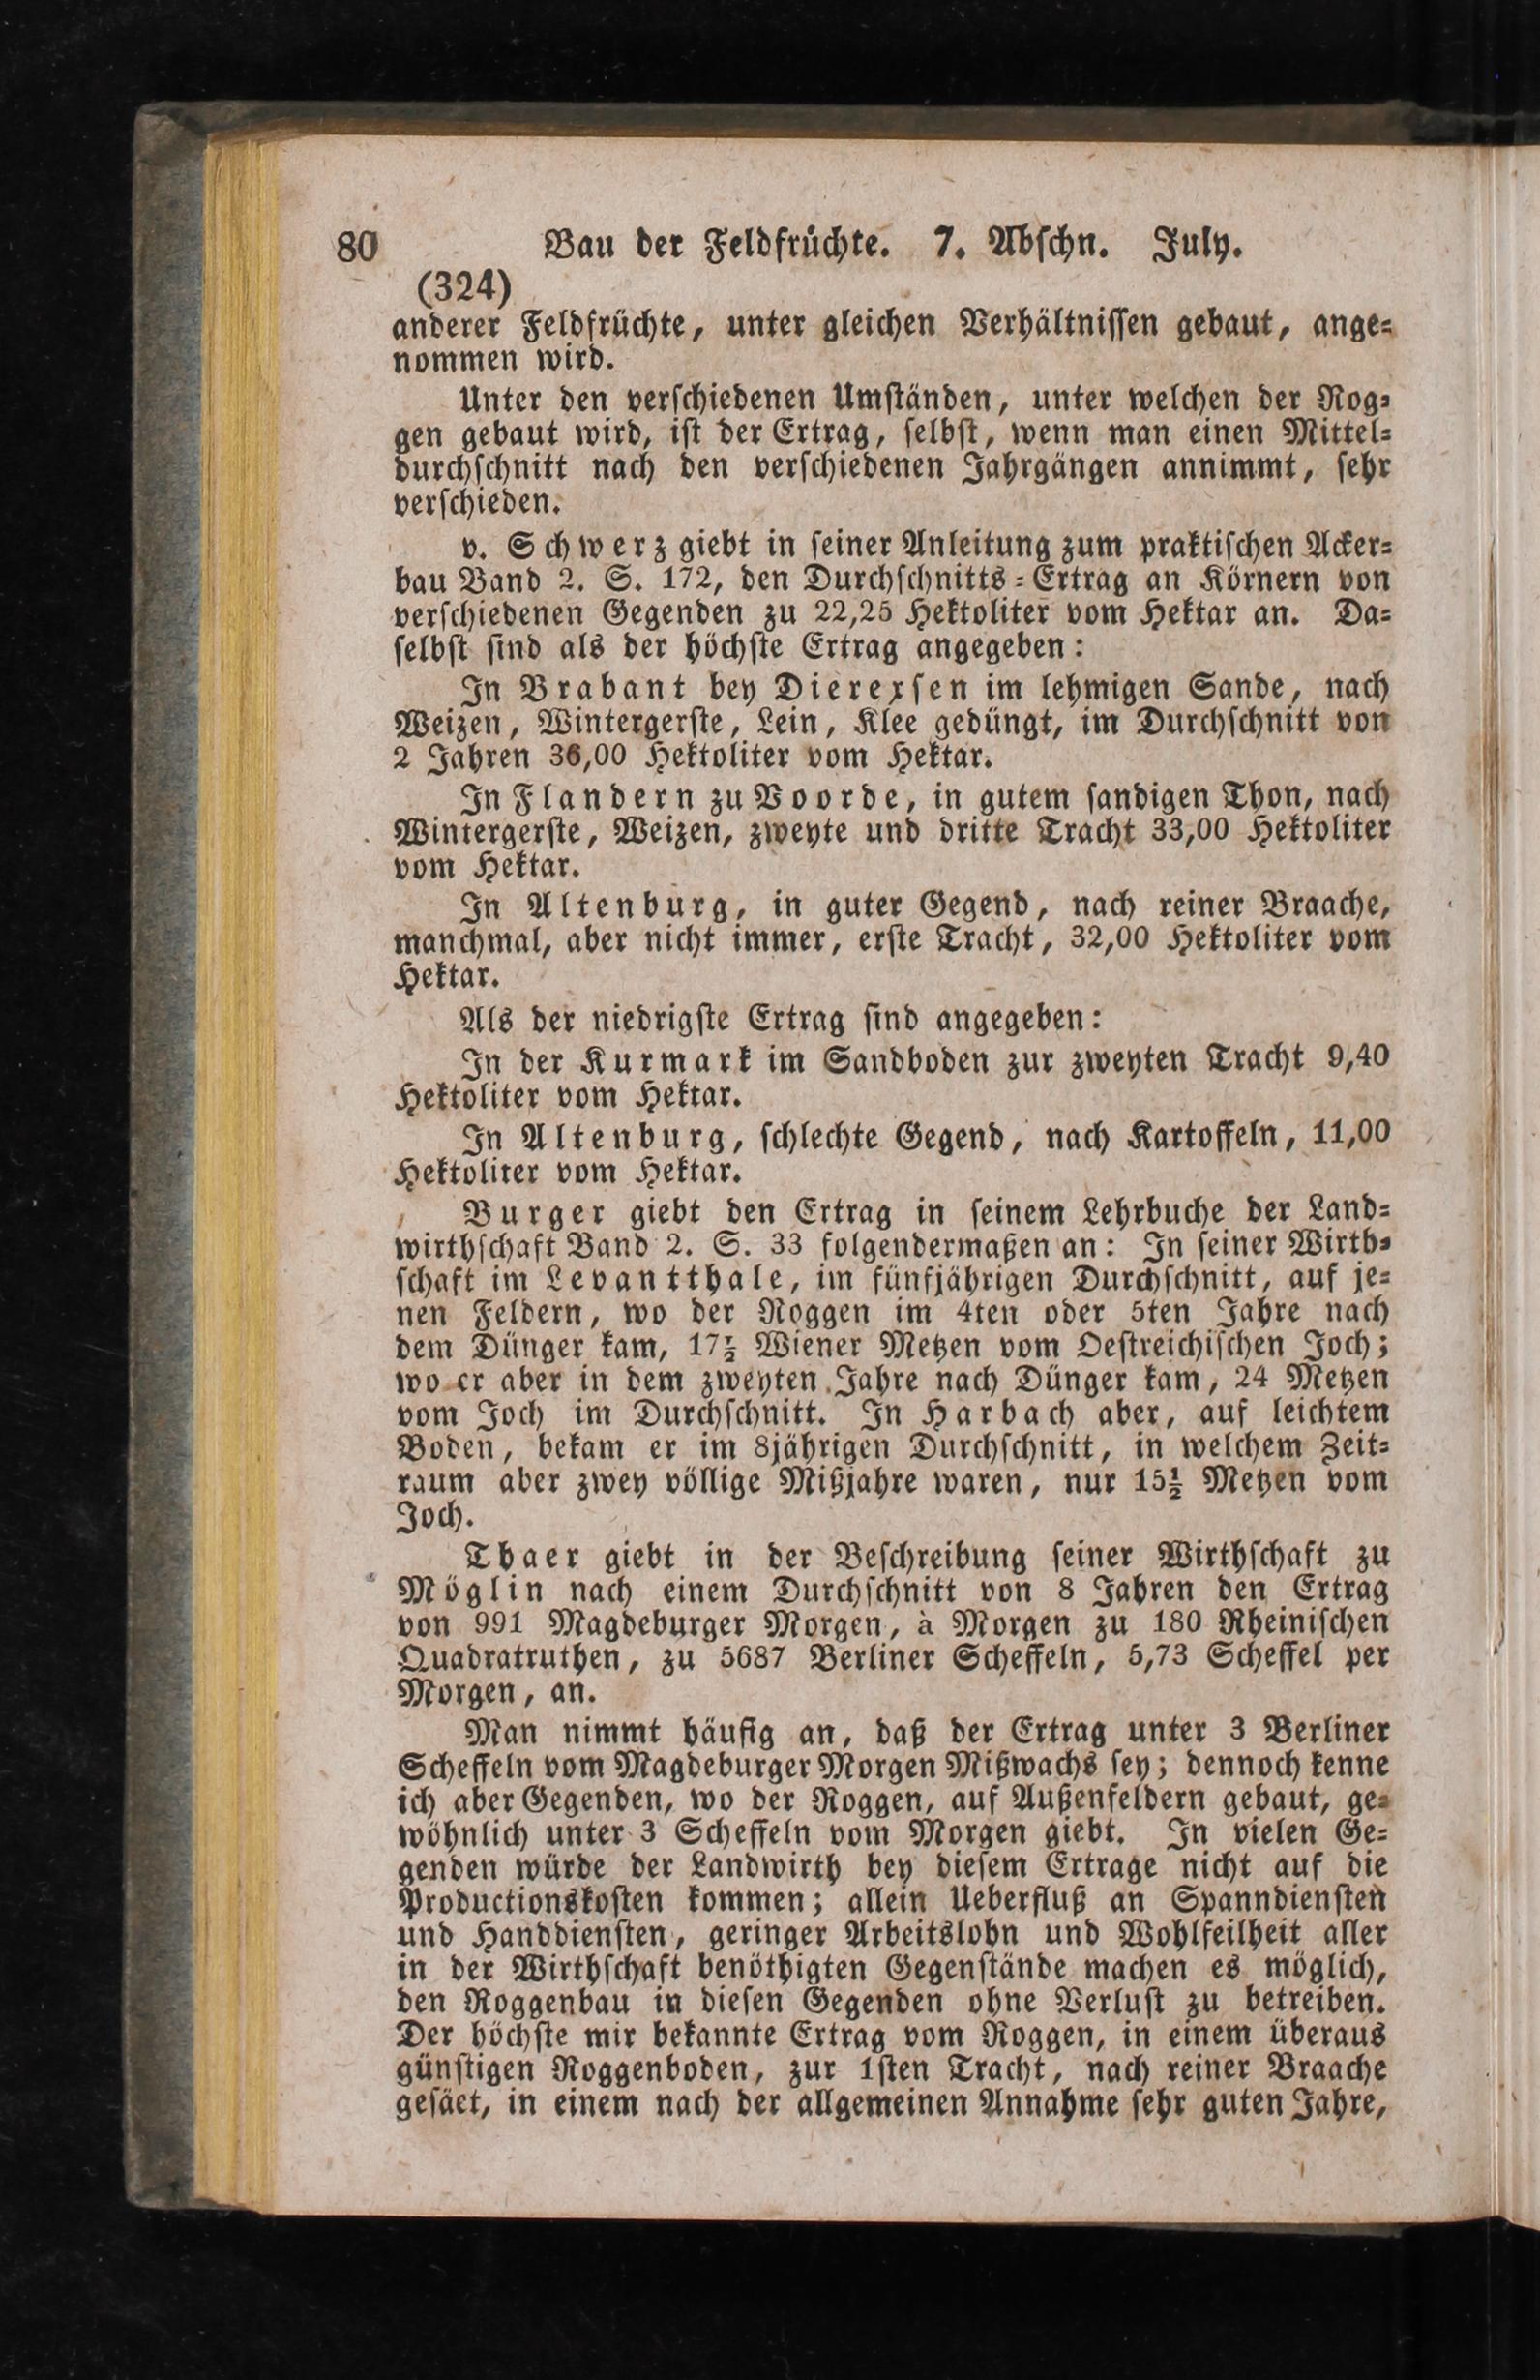 80 Bau der Feldfrüchte. 7. Abschn. July.
(324)
anderer Feldfrüchte, unter gleichen Verhältnissen gebaut, ange=
nommen wird.
Unter den verschiedenen Umständen, unter welchen der Rog=
gen gebaut wird, ist der Ertrag, selbst, wenn man einen Mittel=
durchschnitt nach den verschiedenen Jahrgängen annimmt, sehr
verschieden.
v. Schwerz giebt in seiner Anleitung zum praktischen Acker=
bau Band 2. S. 172, den Durchschnitts=Ertrag an Körnern von
verschiedenen Gegenden zu 22,25 Hektoliter vom Hektar an. Da=
selbst sind als der höchste Ertrag angegeben:
In Brabant bey Dierexsen im lehmigen Sande, nach
Weizen, Wintergerste, Lein, Klee gedüngt, im Durchschnitt von
2 Jahren 36,00 Hektoliter vom Hektar.
In Flandern zu Voorde, in gutem sandigen Thon, nach
Wintergerste, Weizen, zweyte und dritte Tracht 33,00 Hektoliter
vom Hektar.
In Altenburg, in guter Gegend, nach reiner Braache,
manchmal, aber nicht immer, erste Tracht, 32,00 Hektoliter vom
Hektar.
Als der niedrigste Ertrag sind angegeben:
In der Kurmark im Sandboden zur zweyten Tracht 9,40
Hektoliter vom Hektar.
In Altenburg, schlechte Gegend, nach Kartoffeln, 11,00
Hektoliter vom Hektar.
Burger giebt den Ertrag in seinem Lehrbuche der Land=
wirthschaft Band 2. S. 33 folgendermaßen an: In seiner Wirth=
schaft im Levantthale, im fünfjährigen Durchschnitt, auf je=
nen Feldern, wo der Roggen im 4ten oder 5ten Jahre nach
dem Dünger kam, 17½ Wiener Metzen vom Oestreichischen Joch;
wo er aber in dem zweyten Jahre nach Dünger kam, 24 Metzen
vom Joch im Durchschnitt. In Harbach aber, auf leichtem
Boden, bekam er im 8jährigen Durchschnitt, in welchem Zeit=
raum aber zwey völlige Mißjahre waren, nur 15½ Metzen vom
Joch.
Thaer giebt in der Beschreibung seiner Wirthschaft zu
Möglin nach einem Durchschnitt von 8 Jahren den Ertrag
von 991 Magdeburger Morgen, à Morgen zu 180 Rheinischen
Quadratruthen, zu 5687 Berliner Scheffeln, 5,73 Scheffel per
Morgen, an.
Man nimmt häufig an, daß der Ertrag unter 3 Berliner
Scheffeln vom Magdeburger Morgen Mißwachs sey; dennoch kenne
ich aber Gegenden, wo der Roggen, auf Außenfeldern gebaut, ge=
wöhnlich unter 3 Scheffeln vom Morgen giebt. In vielen Ge=
genden würde der Landwirth bey diesem Ertrage nicht auf die
Productionskosten kommen; allein Ueberfluß an Spanndiensten
und Handdiensten, geringer Arbeitslohn und Wohlfeilheit aller
in der Wirthschaft benöthigten Gegenstände machen es möglich,
den Roggenbau in diesen Gegenden ohne Verlust zu betreiben.
Der höchste mir bekannte Ertrag vom Roggen, in einem überaus
günstigen Roggenboden, zur 1sten Tracht, nach reiner Braache
gesäet, in einem nach der allgemeinen Annahme sehr guten Jahre,